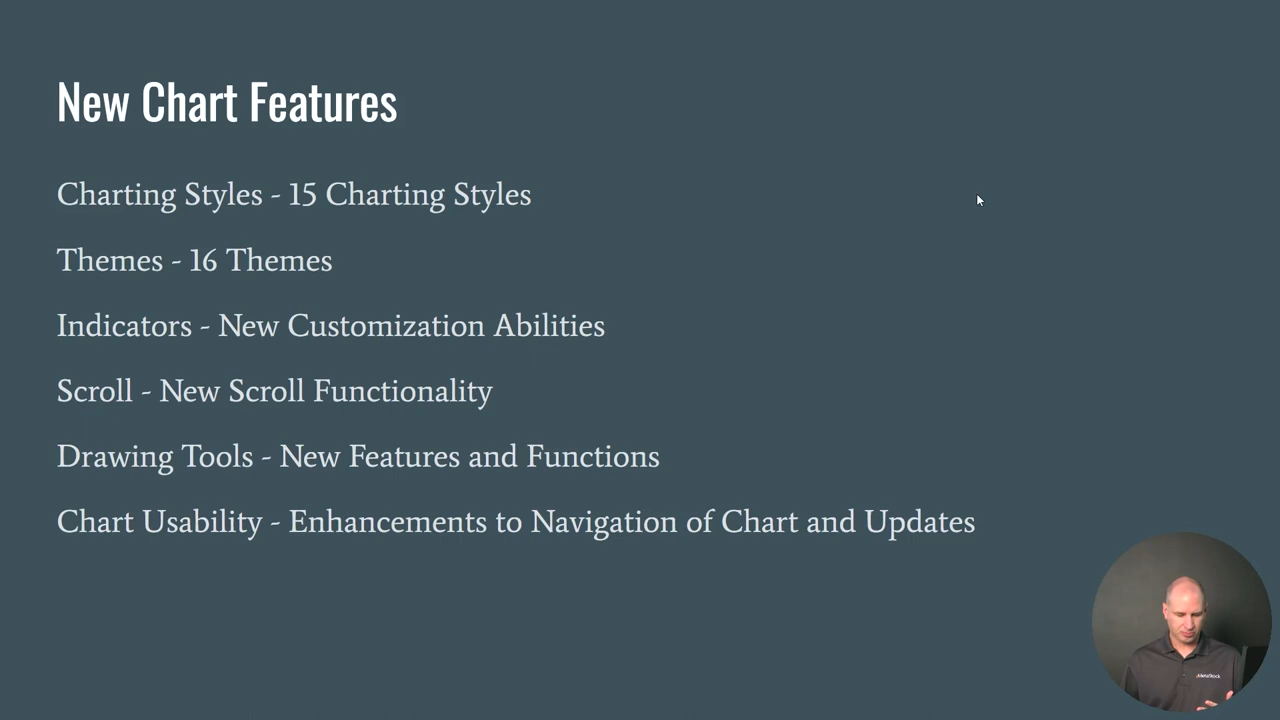 New Chart Features
Charting Styles - 15 Charting Styles
Themes - 16 Themes
Indicators - New Customization Abilities
Scroll - New Scroll Functionality
Drawing Tools - New Features and Functions
Chart Usability - Enhancements to Navigation of Chart and Updates
MetaStock